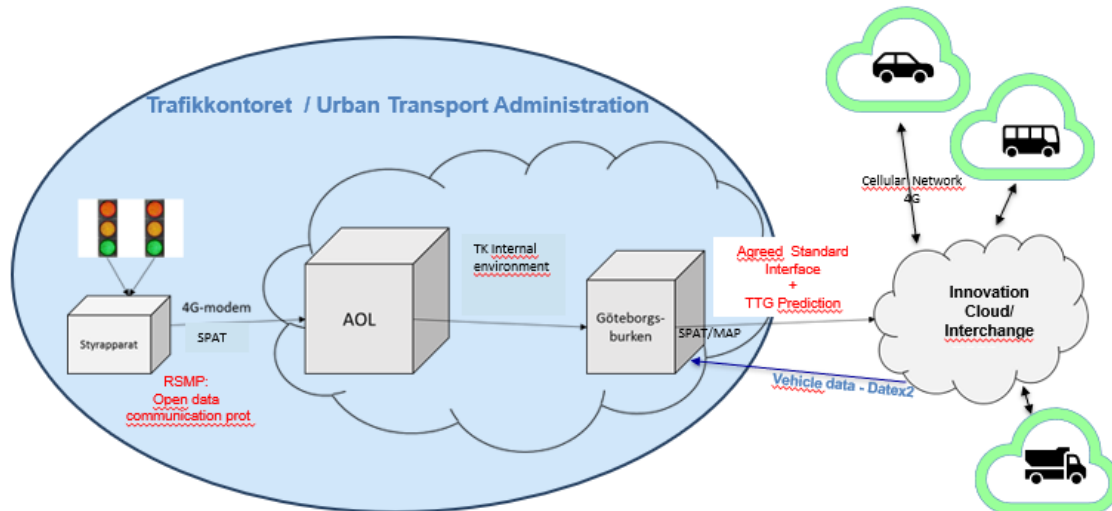 Trafikkontoret / Urban Transport Administration
Cellular Network
4G
TK Internal
environment
Agreed Standard
Interface
+
TTG Prediction
Innovation
Cloud/
Interchange
4G-modem
AOL
Göteborgs-
burken
SPAT
SPAT/MAP
Styrapparat
RSMP:
Open data
communication prot
Vehicle data - Datex2